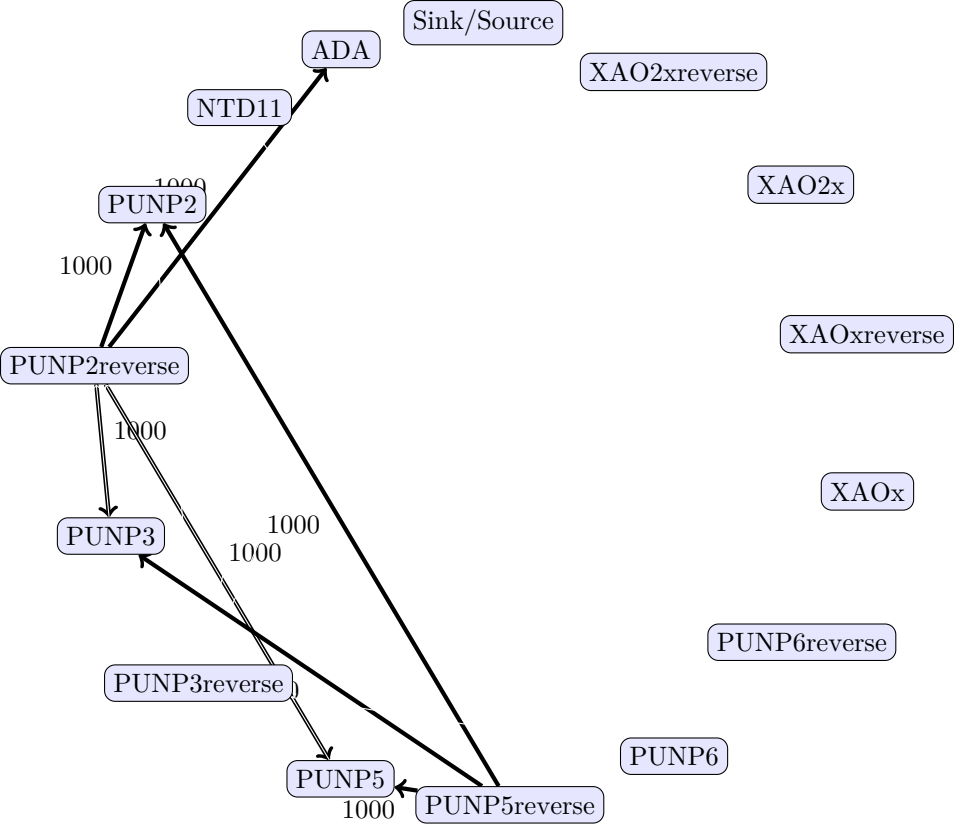 Sink/Source
ADA
XAO2xreverse
NTD11
XAO2x
1000
PUNP2
1000
XAOxreverse
PUNP2reverse
1000
XAOx
1000
PUNP3
1000
PUNP6reverse
PUNP3reverse
PUNP6
PUNP5
PUNP5reverse
1000